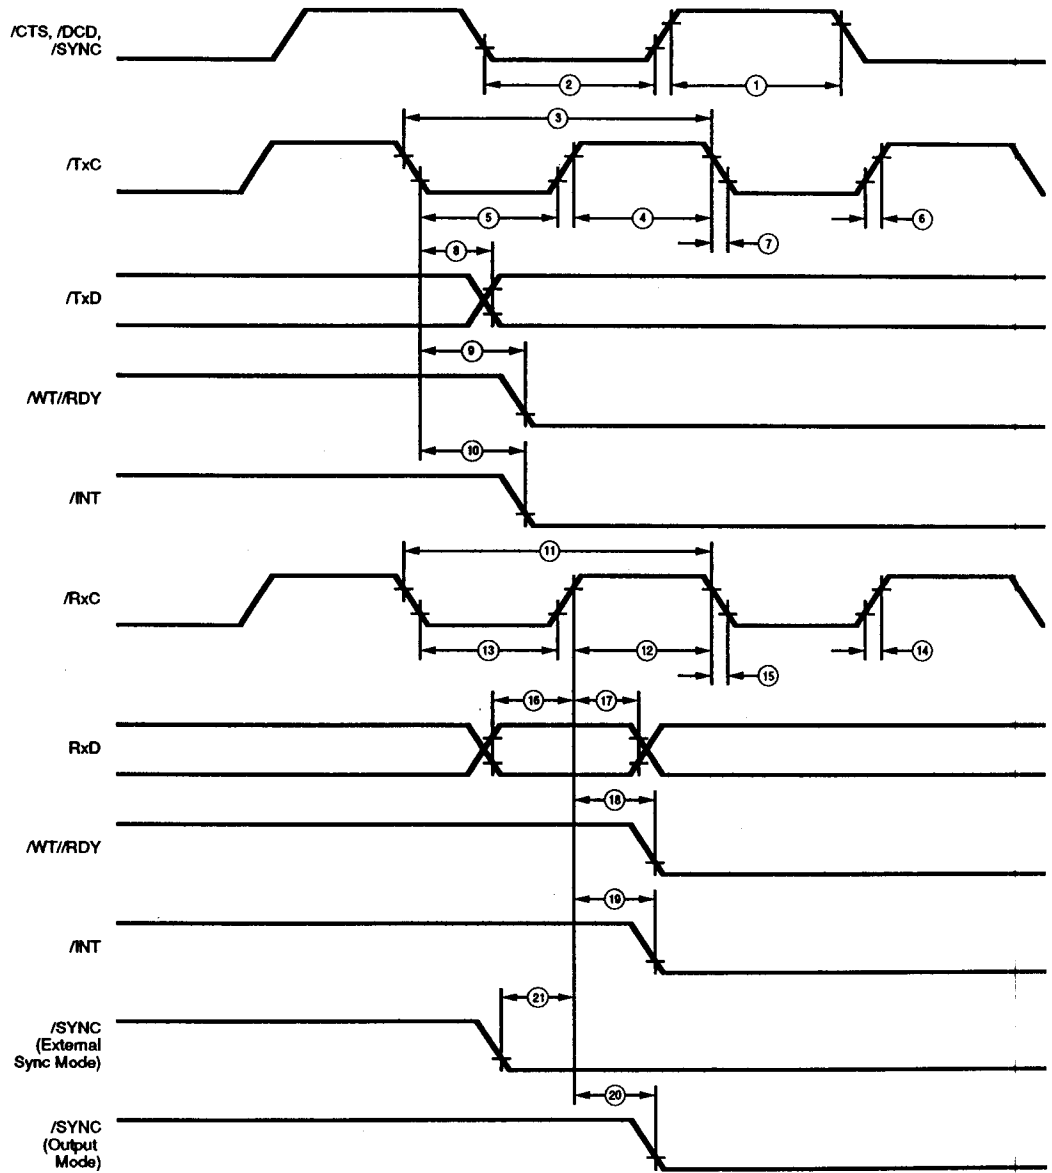 /CTS, /DCD,
/SYNC
2
1
3
/TxC
5
4
6
7
8
/TxD
9
/WT//RDY
10
/INT
11
/RxC
13
12
14
15
16
17
RxD
18
/WT//RDY
19
/INT
21
/SYNC
(External
Sync Mode)
20
/SYNC
(Output
Mode)